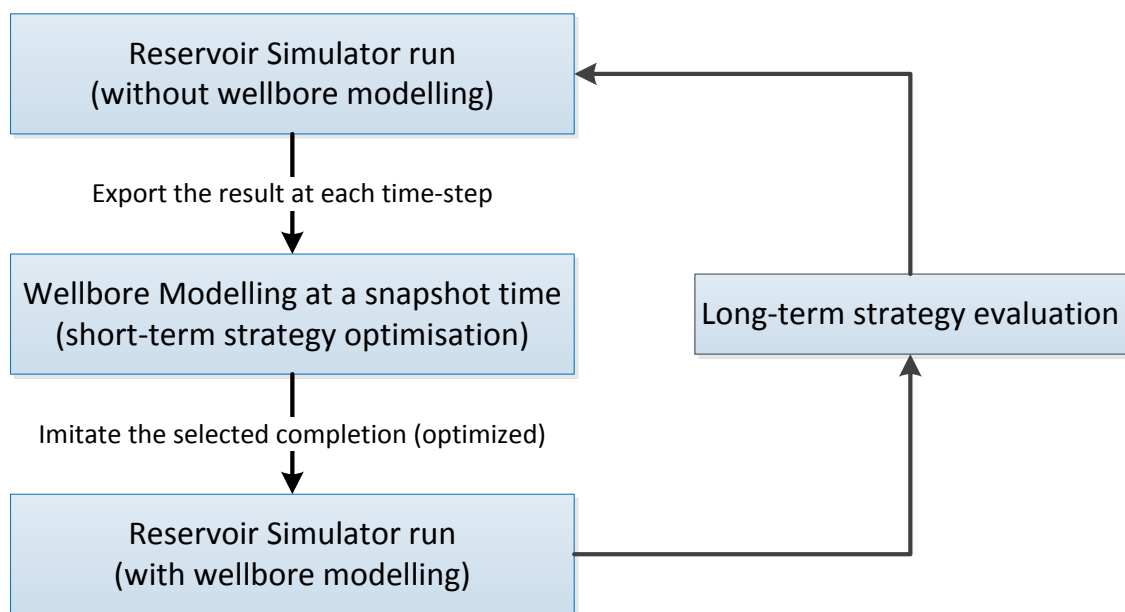 Reservoir Simulator run
(without wellbore modelling)
Export the result at each time-step
Wellbore Modelling at a snapshot time
(short-term strategy optimisation)
Long-term strategy evaluation
Imitate the selected completion (optimized)
Reservoir Simulator run
(with wellbore modelling)